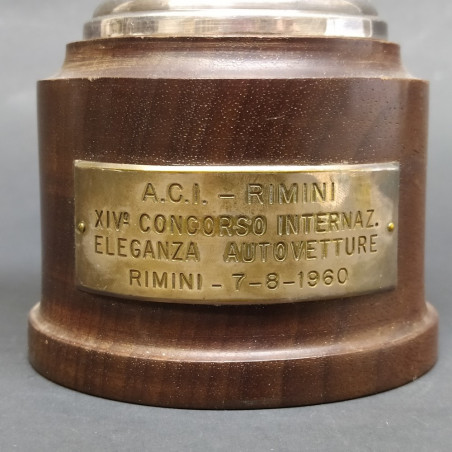 A.C.I. – RIMINI
XIVº CONCORSO INTERNAZ.
ELEGANZA AUTOVETTURE
RIMINI – 7-8-1960